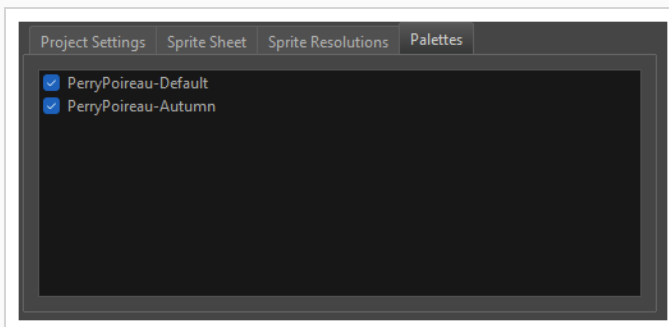 Project Settings Sprite Sheet Sprite Resolutions Palettes
PerryPoireau-Default
PerryPoireau-Autumn